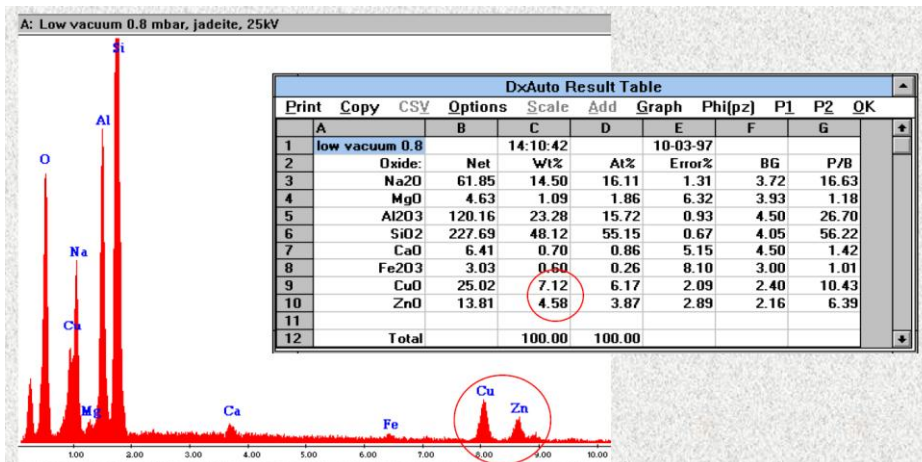 A: Low vacuum 0.8 mbar, jadeite, 25kV
Si
Al
O
Na
Cu
Mg
Ca
Fe
Cu
Zn
1.00 2.00 3.00 4.00 5.00 6.00 7.00 8.00 9.00 10.00
DxAuto Result Table
Print Copy CSV Options Scale Add Graph Phi(pz) P1 P2 OK
A B C D E F G
1 low vacuum 0.8 14:10:42 10-03-97
2 Oxide: Net Wt% At% Error% BG P/B
3 Na2O 61.85 14.50 16.11 1.31 3.72 16.63
4 MgO 4.63 1.09 1.86 6.32 3.93 1.18
5 Al2O3 120.16 23.28 15.72 0.93 4.50 26.70
6 SiO2 227.69 48.12 55.15 0.67 4.05 56.22
7 CaO 6.41 0.70 0.86 5.15 4.50 1.42
8 Fe2O3 3.03 0.60 0.26 8.10 3.00 1.01
9 CuO 25.02 7.12 6.17 2.09 2.40 10.43
10 ZnO 13.81 4.58 3.87 2.89 2.16 6.39
11
12 Total 100.00 100.00